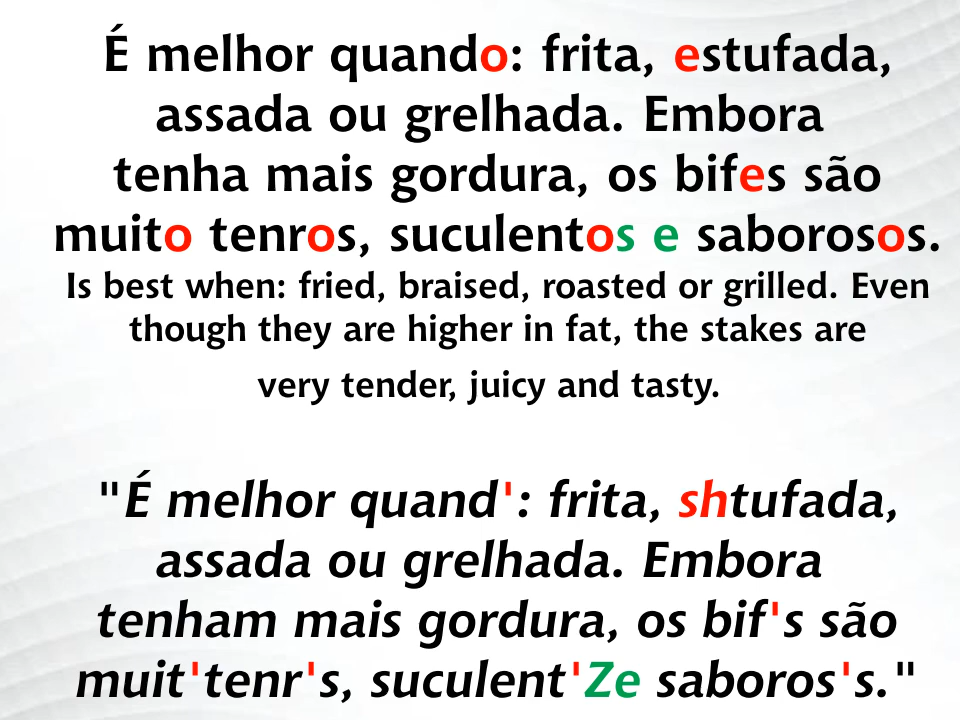 É melhor quando: frita, estufada,
assada ou grelhada. Embora
tenha mais gordura, os bifes são
muito tenros, suculentos e saborosos.
Is best when: fried, braised, roasted or grilled. Even
though they are higher in fat, the stakes are
very tender, juicy and tasty.
"É melhor quand': frita, shtufada,
assada ou grelhada. Embora
tenham mais gordura, os bif's são
muit'tenr's, suculent'Ze saboros's."